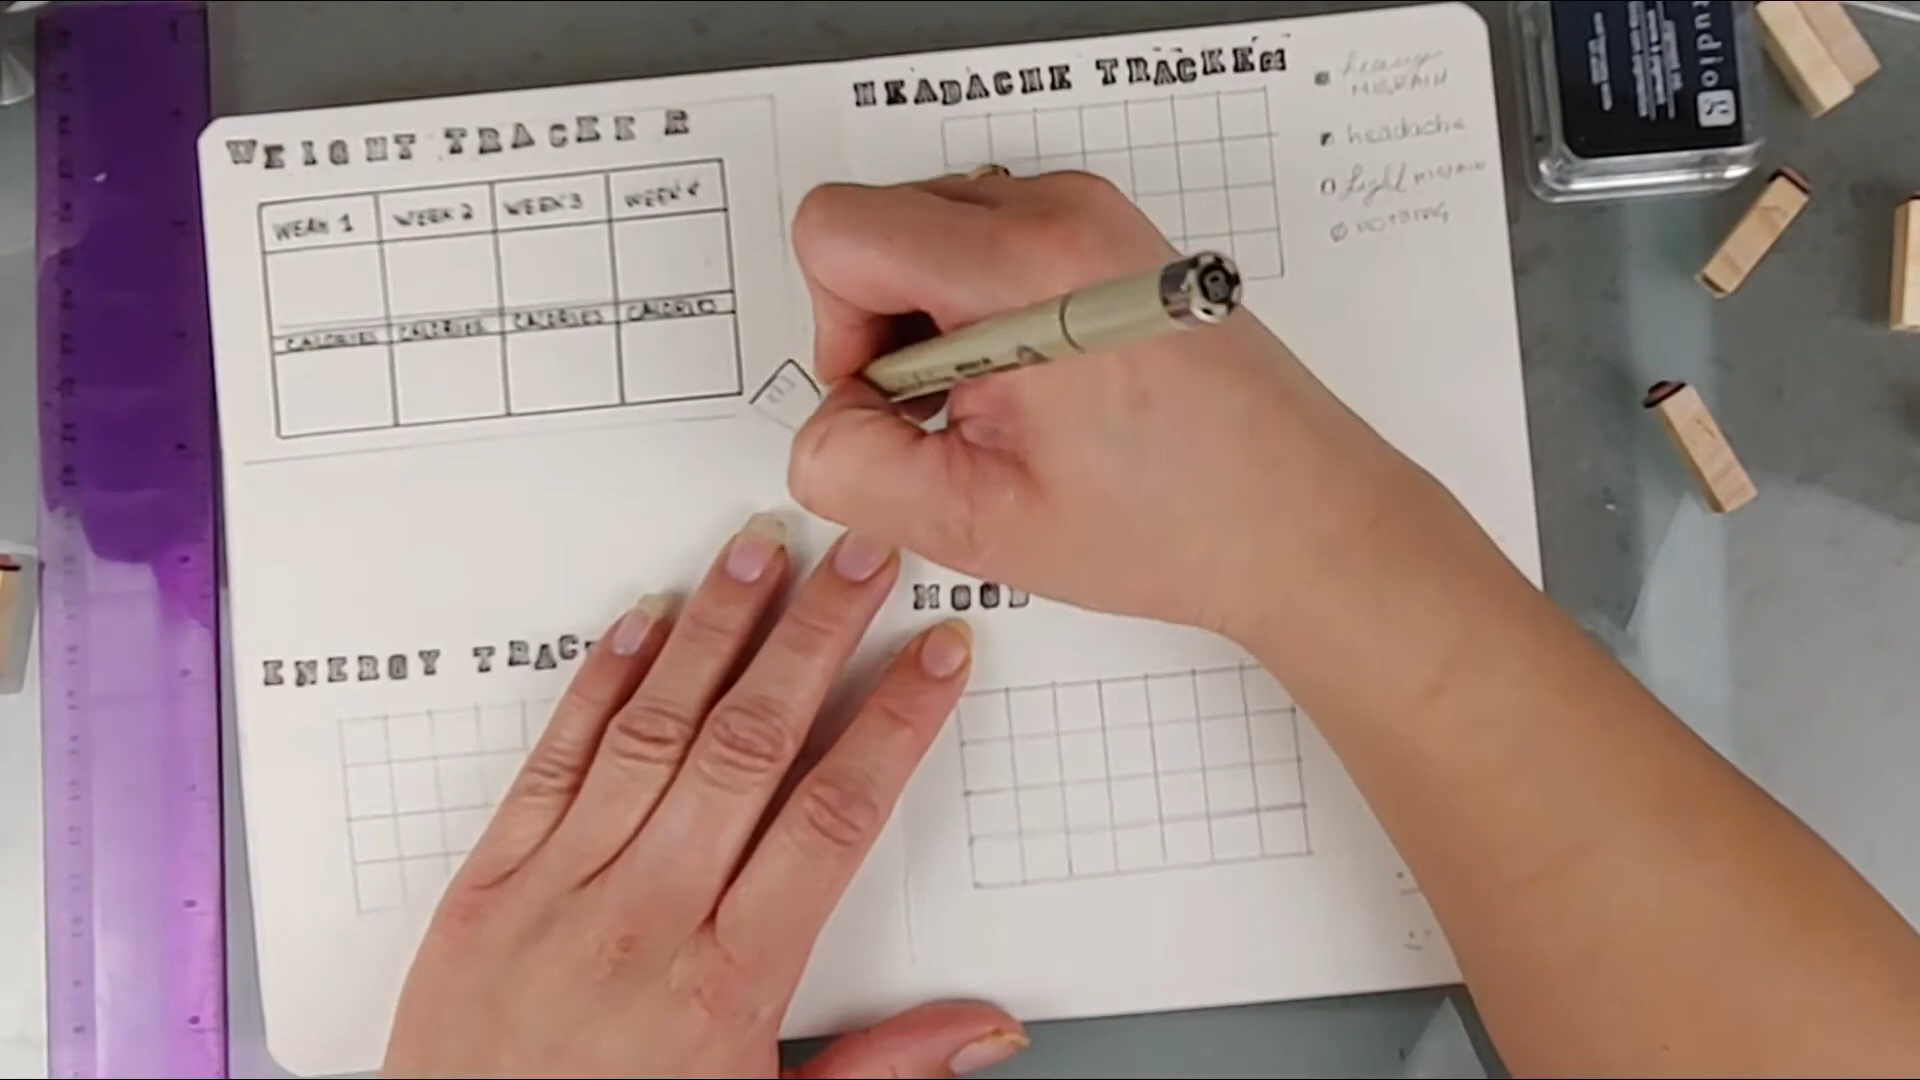 WEIGHT TRACKER
WEEK 1 WEEK 2 WEEK 3 WEEK 4
CALORIES CALORIES CALORIES CALORIES
HEADACHE TRACKER
heavy
MIGRAIN
headache
light MIGRAIN
NOTHING
ENERGY TRAC
MOOD
tudio